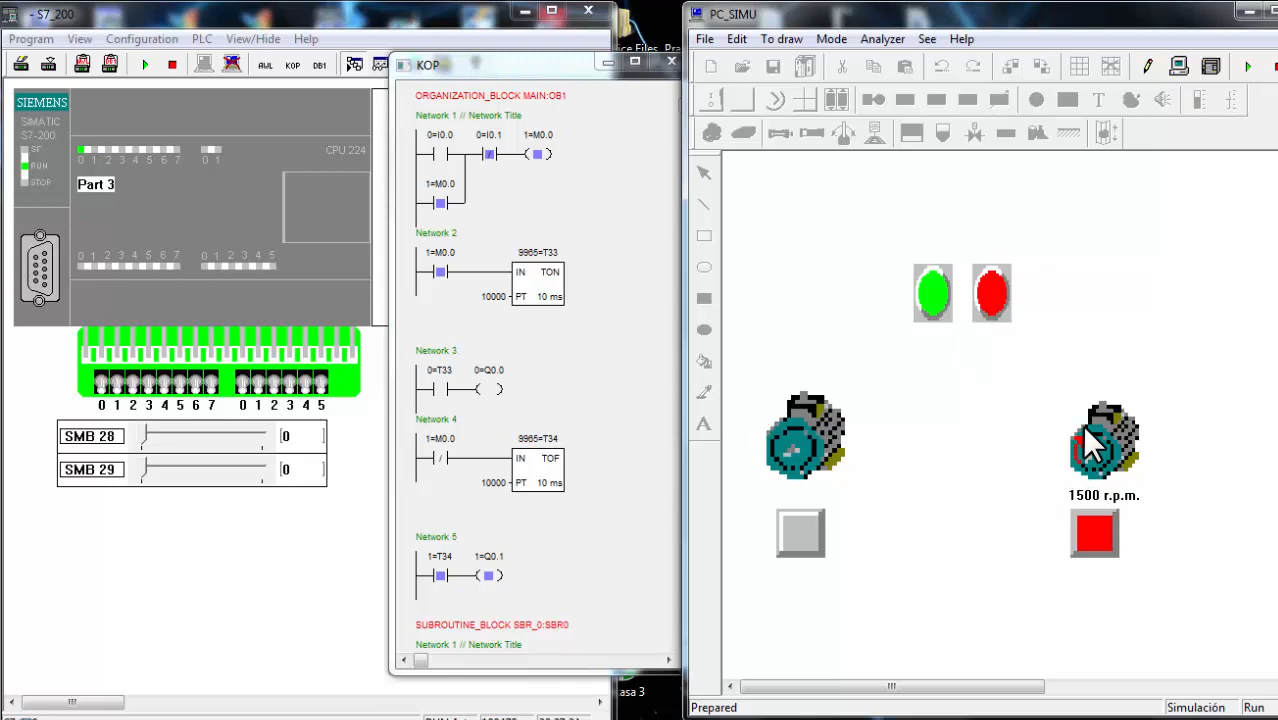 - S7_200
Program View Configuration PLC View/Hide Help
AWL KOP DB1
SIEMENS
SIMATIC
S7-200
SF
RUN
STOP
0 1 2 3 4 5 6 7 0 1
CPU 224
Part 3
0 1 2 3 4 5 6 7 0 1 2 3 4 5
0 1 2 3 4 5 6 7 0 1 2 3 4 5
SMB 28 [0 ]
SMB 29 [0 ]
KOP
ORGANIZATION_BLOCK MAIN:OB1
Network 1 // Network Title
0=I0.0 0=I0.1 1=M0.0
1=M0.0
Network 2
1=M0.0 9965=T33
IN TON
10000 PT 10 ms
Network 3
0=T33 0=Q0.0
Network 4
1=M0.0 9965=T34
IN TOF
10000 PT 10 ms
Network 5
1=T34 1=Q0.1
SUBROUTINE_BLOCK SBR_0:SBR0
Network 1 // Network Title
asa 3
PC_SIMU
File Edit To draw Mode Analyzer See Help
T
A
1500 r.p.m.
Prepared Simulación Run